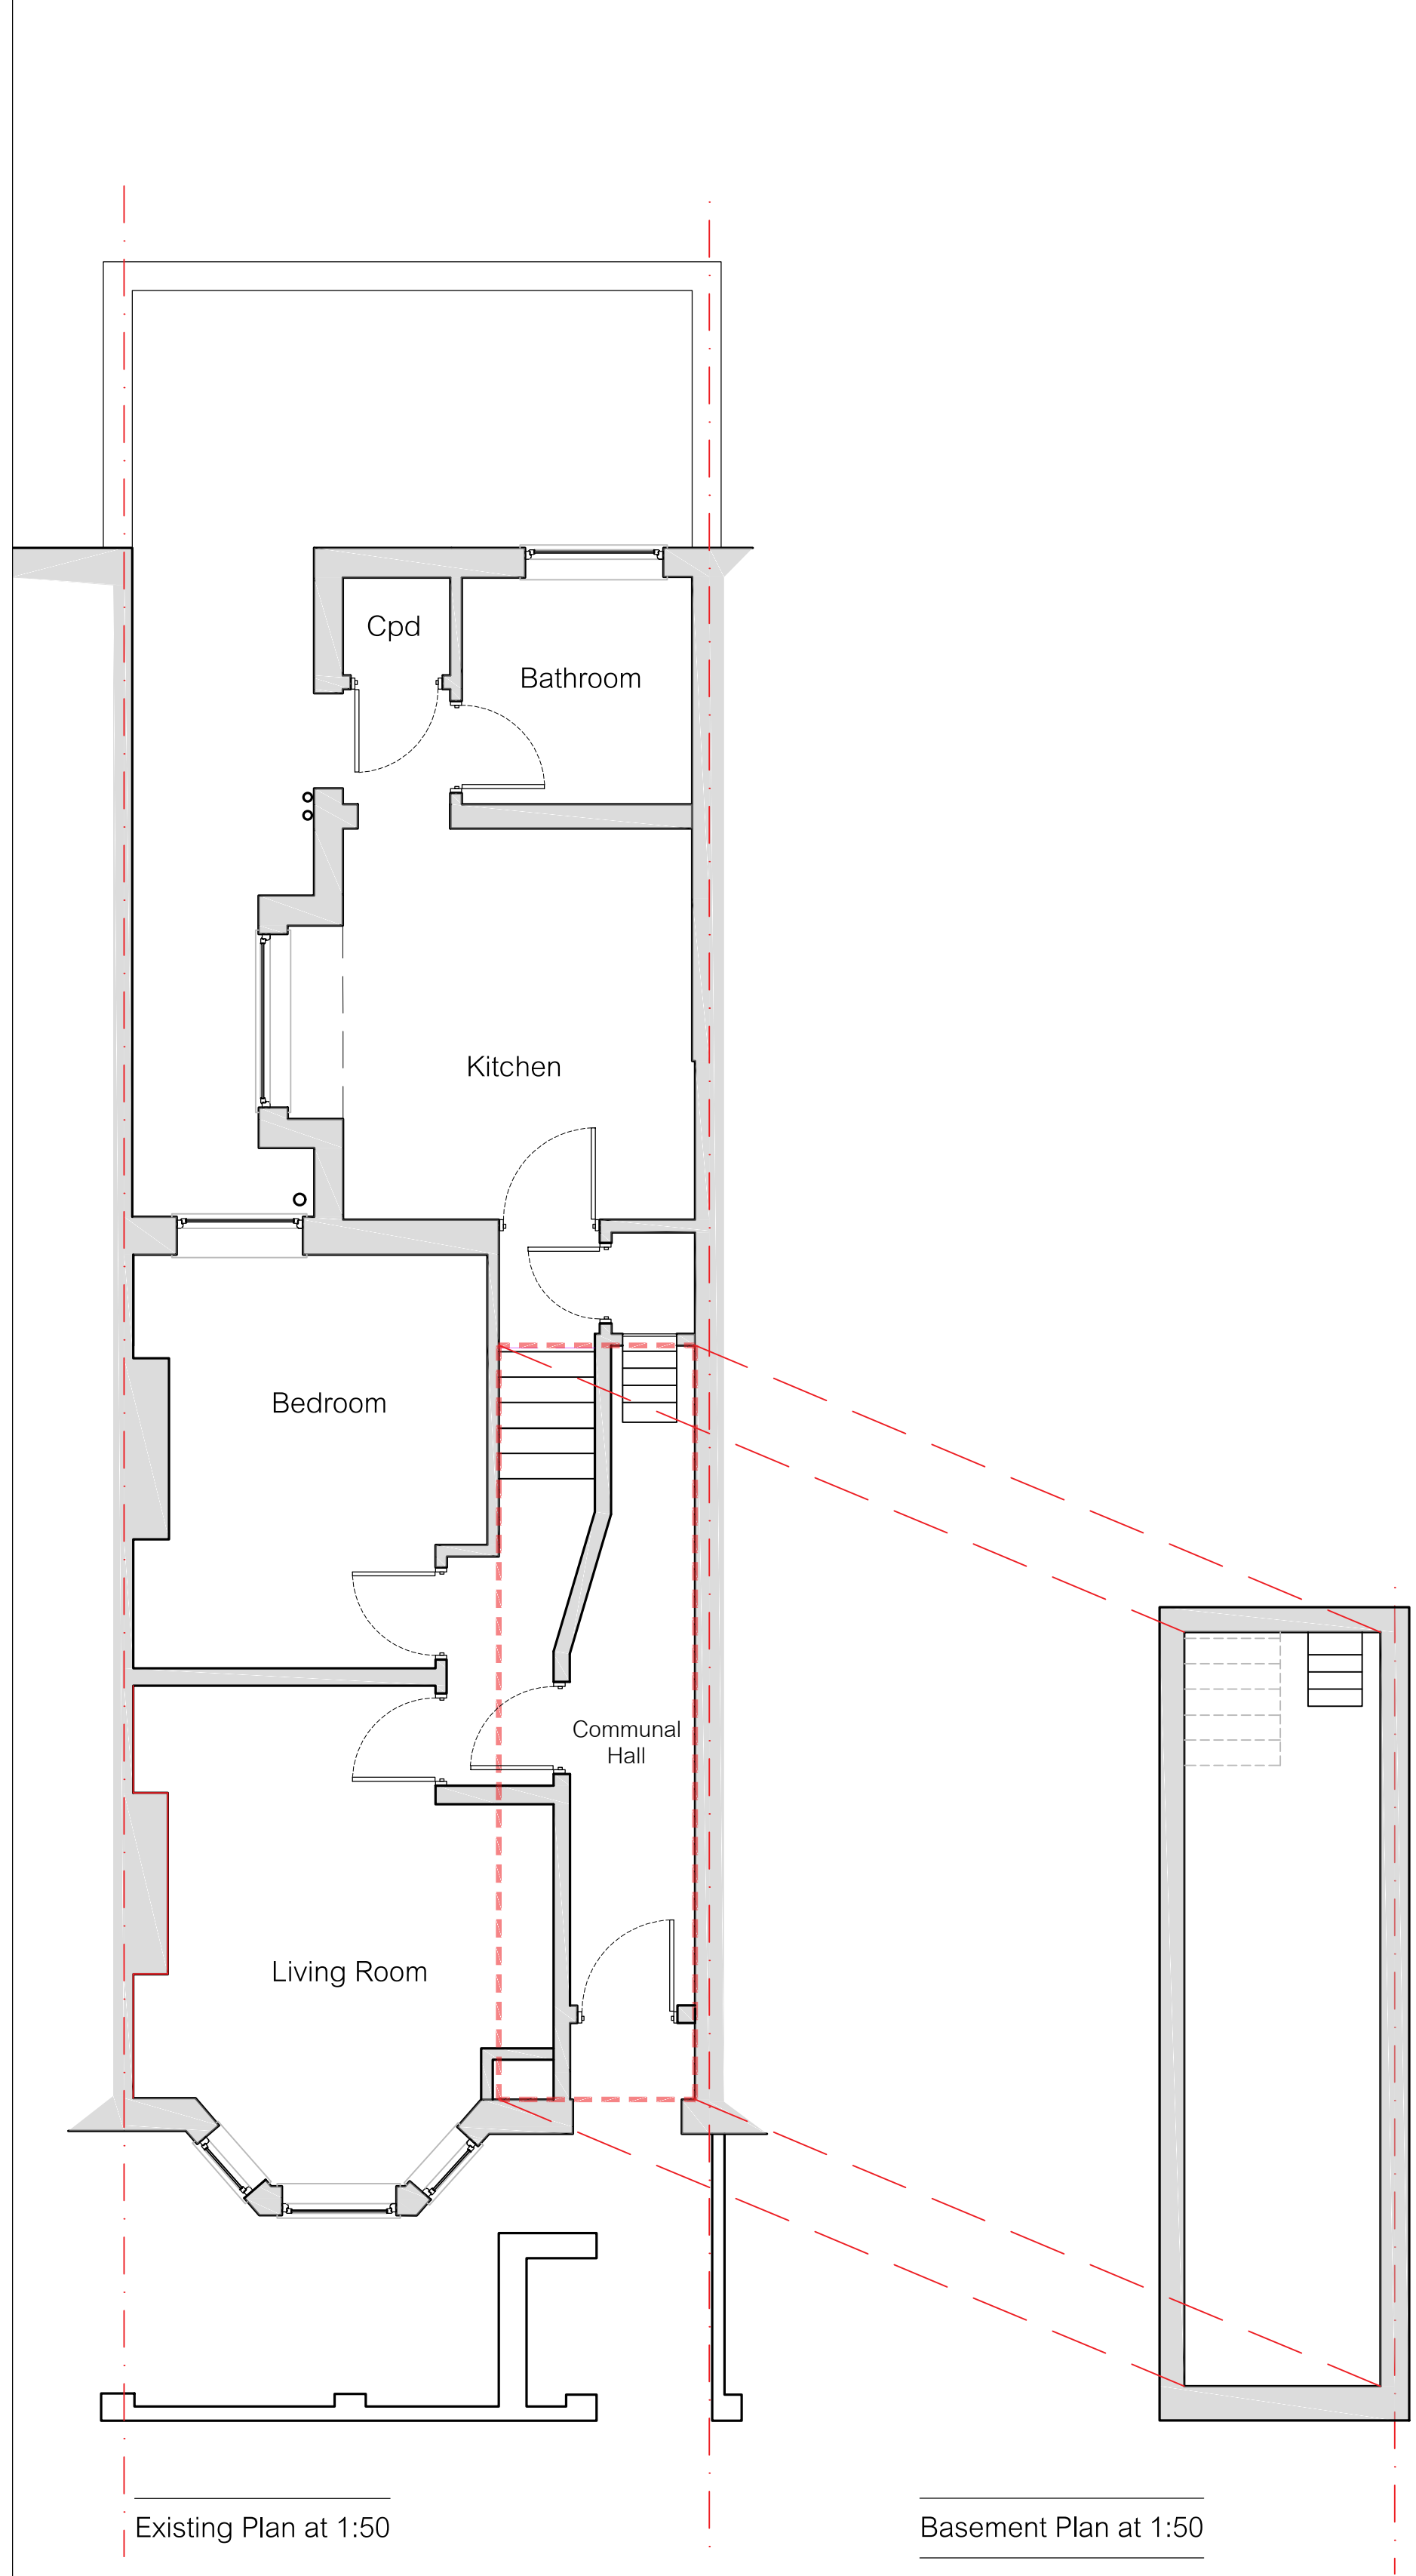 Cpd
Bathroom
Kitchen
Bedroom
Communal
Hall
Living Room
Existing Plan at 1:50
Basement Plan at 1:50